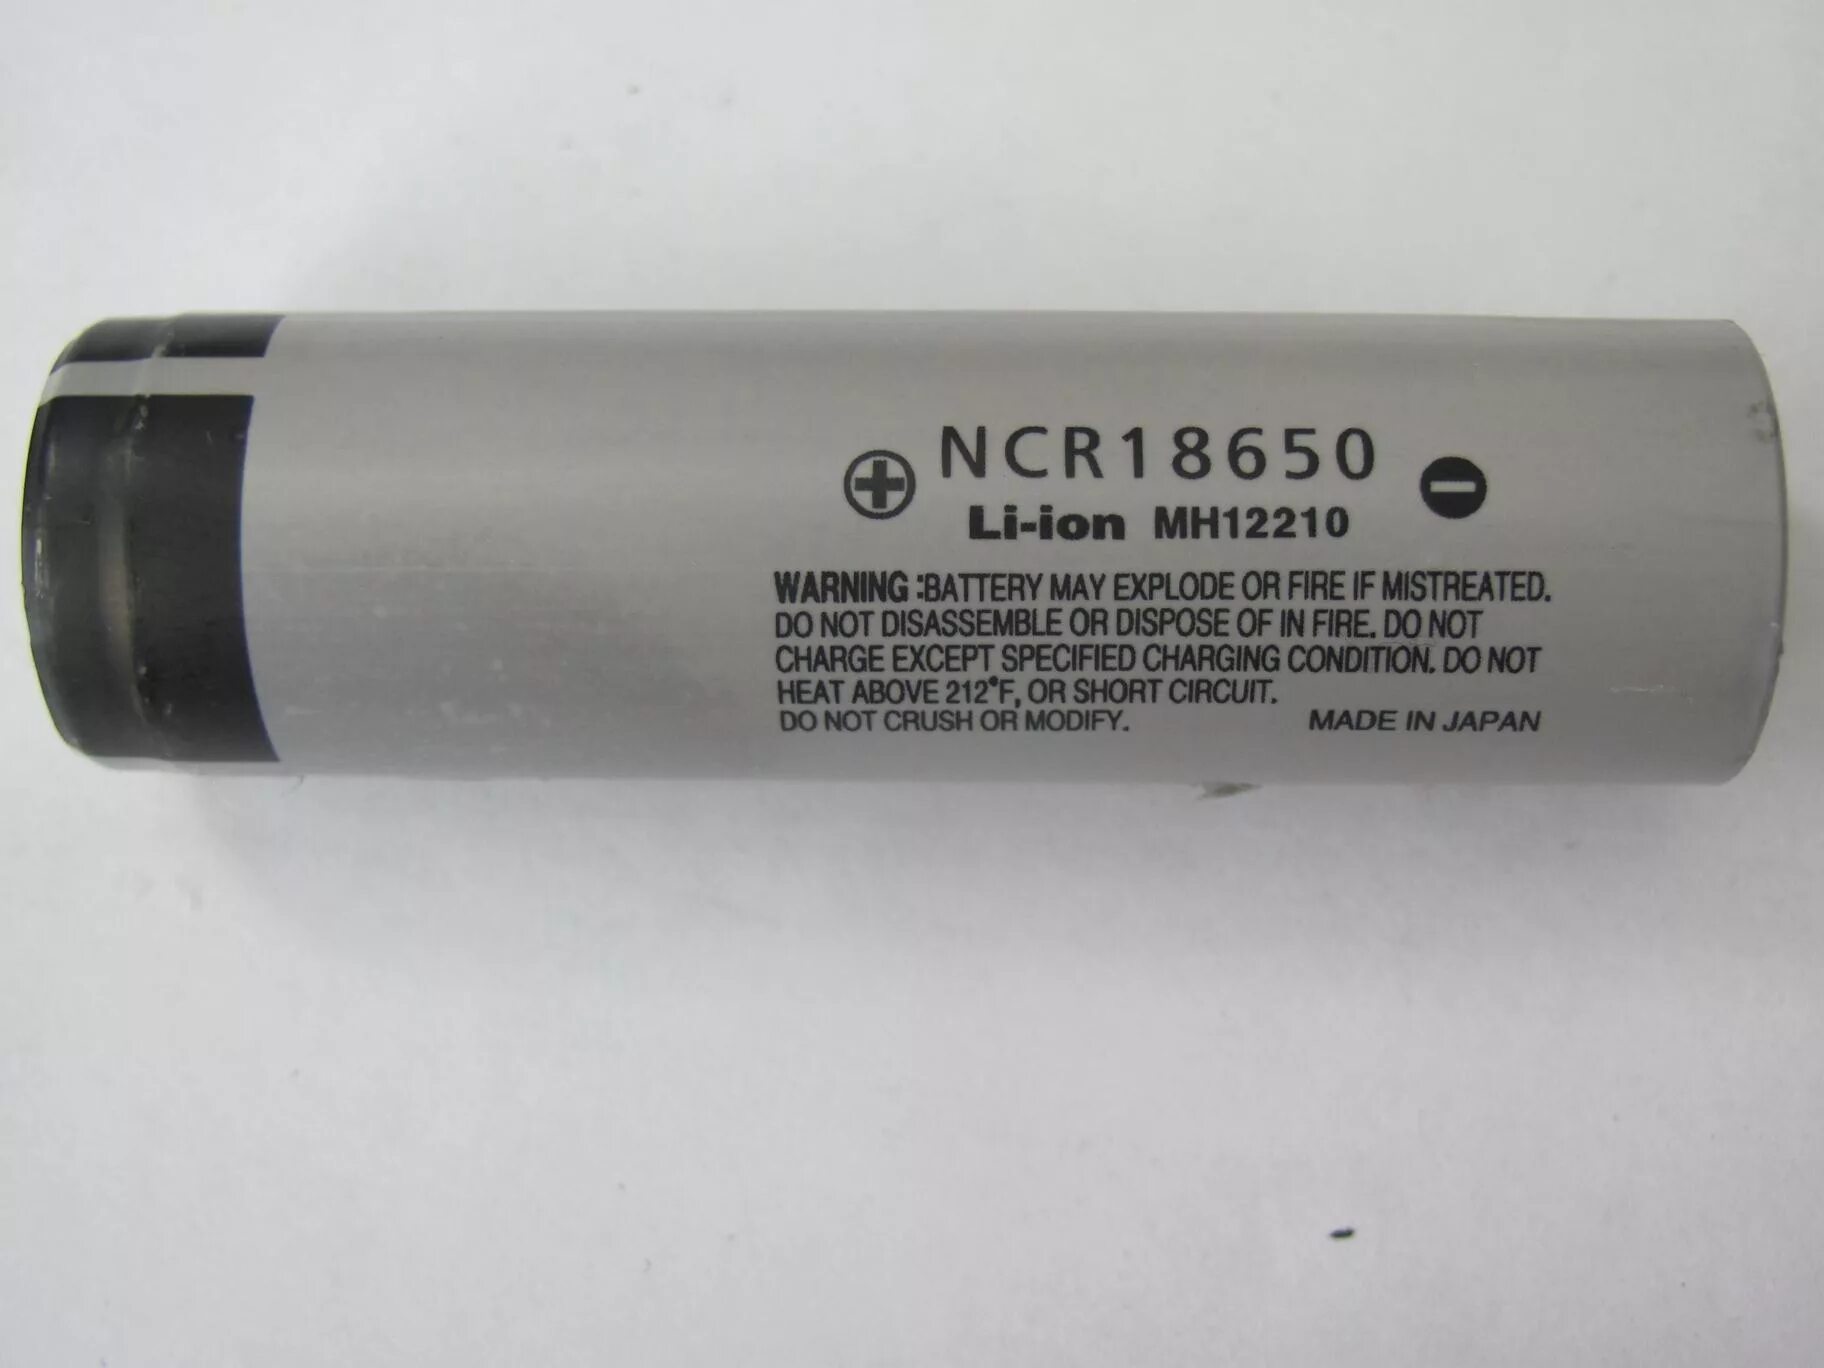 NCR18650
Li-ion MH12210
WARNING :BATTERY MAY EXPLODE OR FIRE IF MISTREATED.
DO NOT DISASSEMBLE OR DISPOSE OF IN FIRE. DO NOT
CHARGE EXCEPT SPECIFIED CHARGING CONDITION. DO NOT
HEAT ABOVE 212°F, OR SHORT CIRCUIT.
DO NOT CRUSH OR MODIFY. MADE IN JAPAN